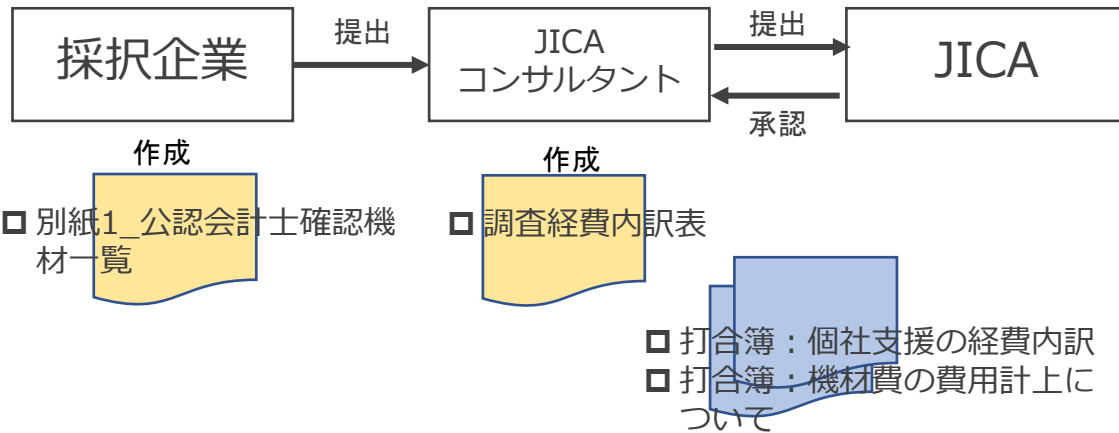 採択企業
提出
JICA
コンサルタント
提出
承認
JICA
作成
別紙1_公認会計士確認機
材一覧
作成
調査経費内訳表
打合簿：個社支援の経費内訳
打合簿：機材費の費用計上に
ついて